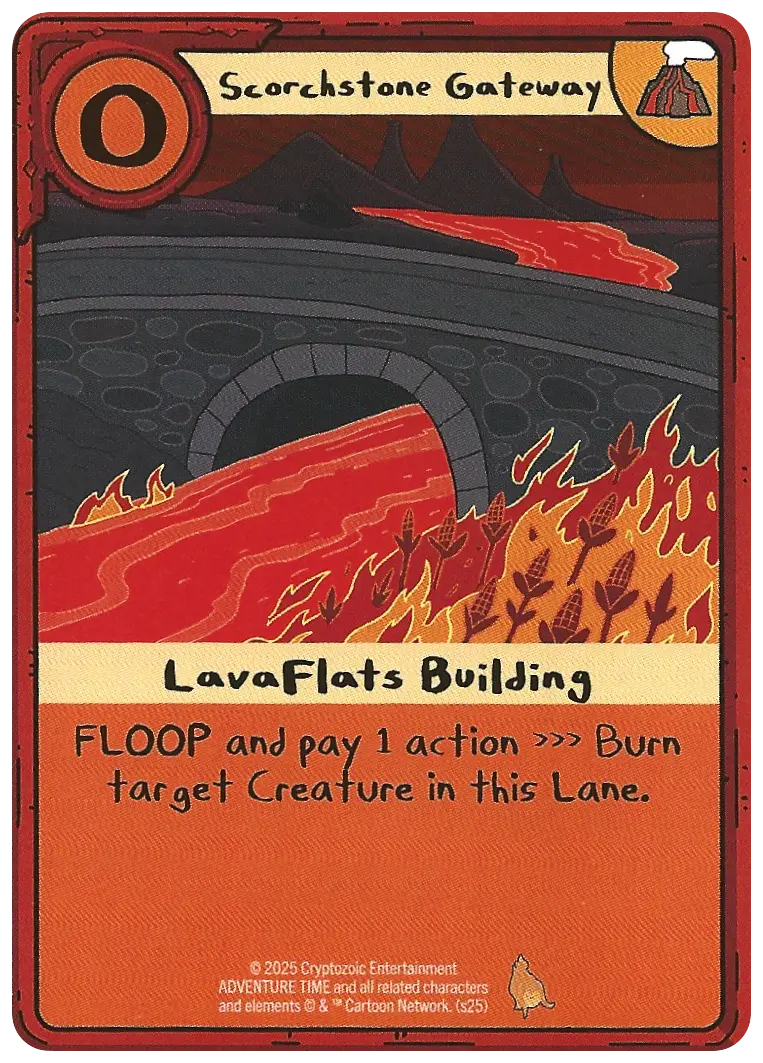 0
Scorchstone Gateway
LavaFlats Building
FLOOP and pay 1 action >>> Burn
target Creature in this Lane.
© 2025 Cryptozoic Entertainment
ADVENTURE TIME and all related characters
and elements © & ™ Cartoon Network. (s25)